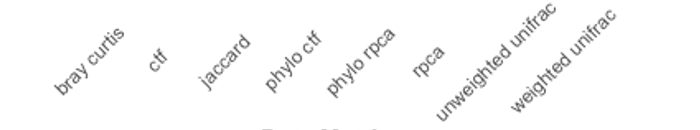 bray curtis
ctf
jaccard
phylo ctf
phylo rpca
rpca
unweighted unifrac
weighted unifrac